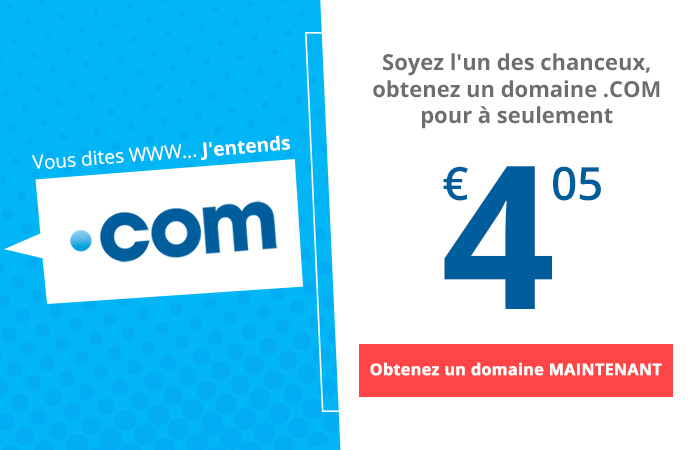 Vous dites WWW... J'entends
.com
Soyez l'un des chanceux,
obtenez un domaine .COM
pour à seulement
€4 05
Obtenez un domaine MAINTENANT